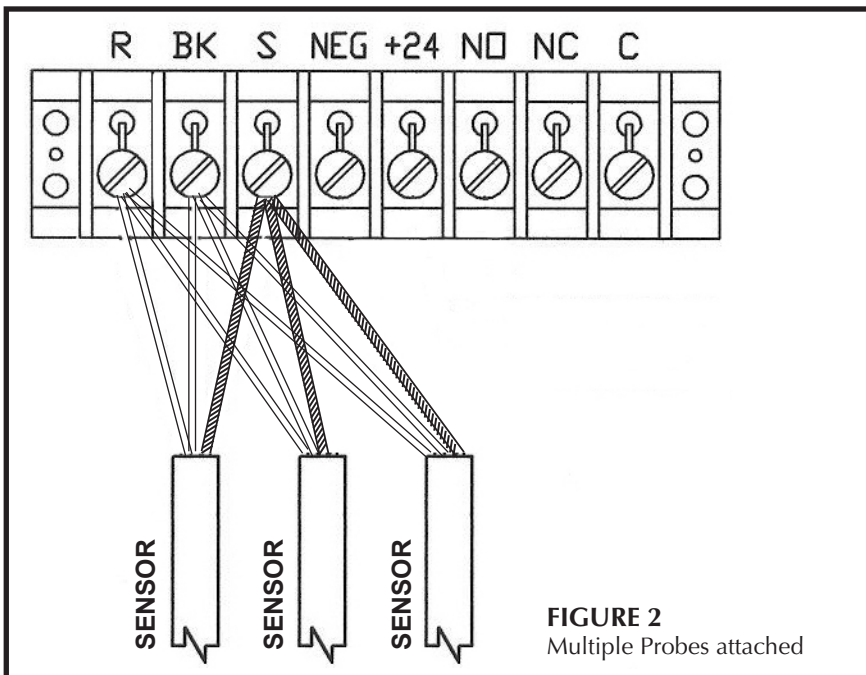 R BK S NEG +24 NO NC C
SENSOR
SENSOR
SENSOR
FIGURE 2
Multiple Probes attached